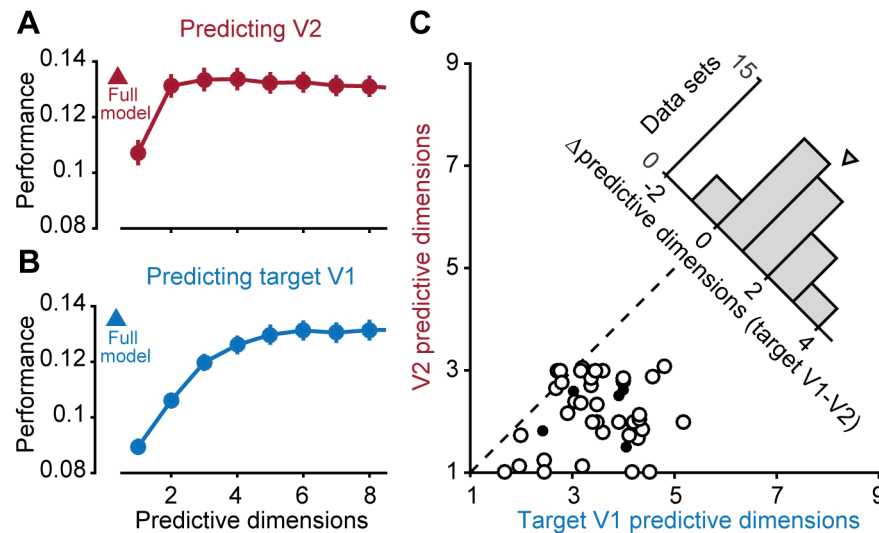 A
Predicting V2
0.14
0.12
0.1
0.08
Performance
Full
model
B
Predicting target V1
0.14
0.12
0.1
0.08
Performance
Full
model
2
4
6
8
Predictive dimensions
C
9
7
5
3
1
V2 predictive dimensions
1
3
5
7
9
Target V1 predictive dimensions
Data sets
0
15
-2
0
2
4
Δpredictive dimensions (target V1-V2)